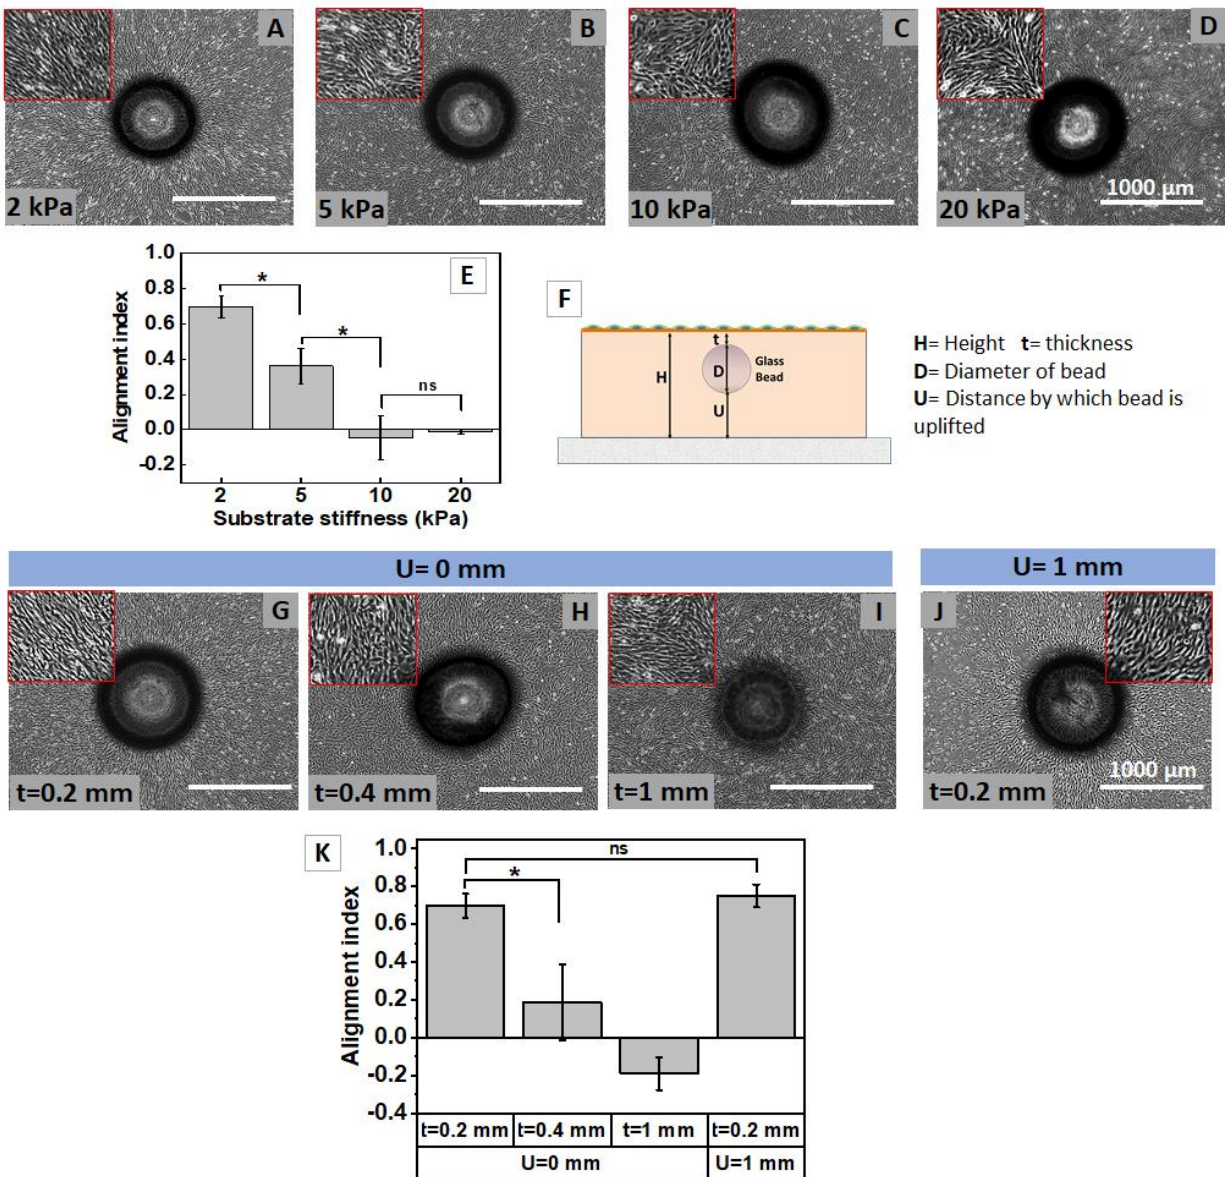 A
B
C
D
2 kPa
5 kPa
10 kPa
1000 µm
20 kPa
E
1.0
0.8
0.6
0.4
0.2
0.0
-0.2
Alignment index
*
*
ns
2 5 10 20
Substrate stiffness (kPa)
F
H
t
D
U
Glass
Bead
H= Height t= thickness
D= Diameter of bead
U= Distance by which bead is
uplifted
U= 0 mm
U= 1 mm
G
H
I
J
t=0.2 mm
t=0.4 mm
t=1 mm
1000 µm
t=0.2 mm
K
1.0
0.8
0.6
0.4
0.2
0.0
-0.2
-0.4
Alignment index
ns
*
t=0.2 mm t=0.4 mm t=1 mm t=0.2 mm
U=0 mm U=1 mm